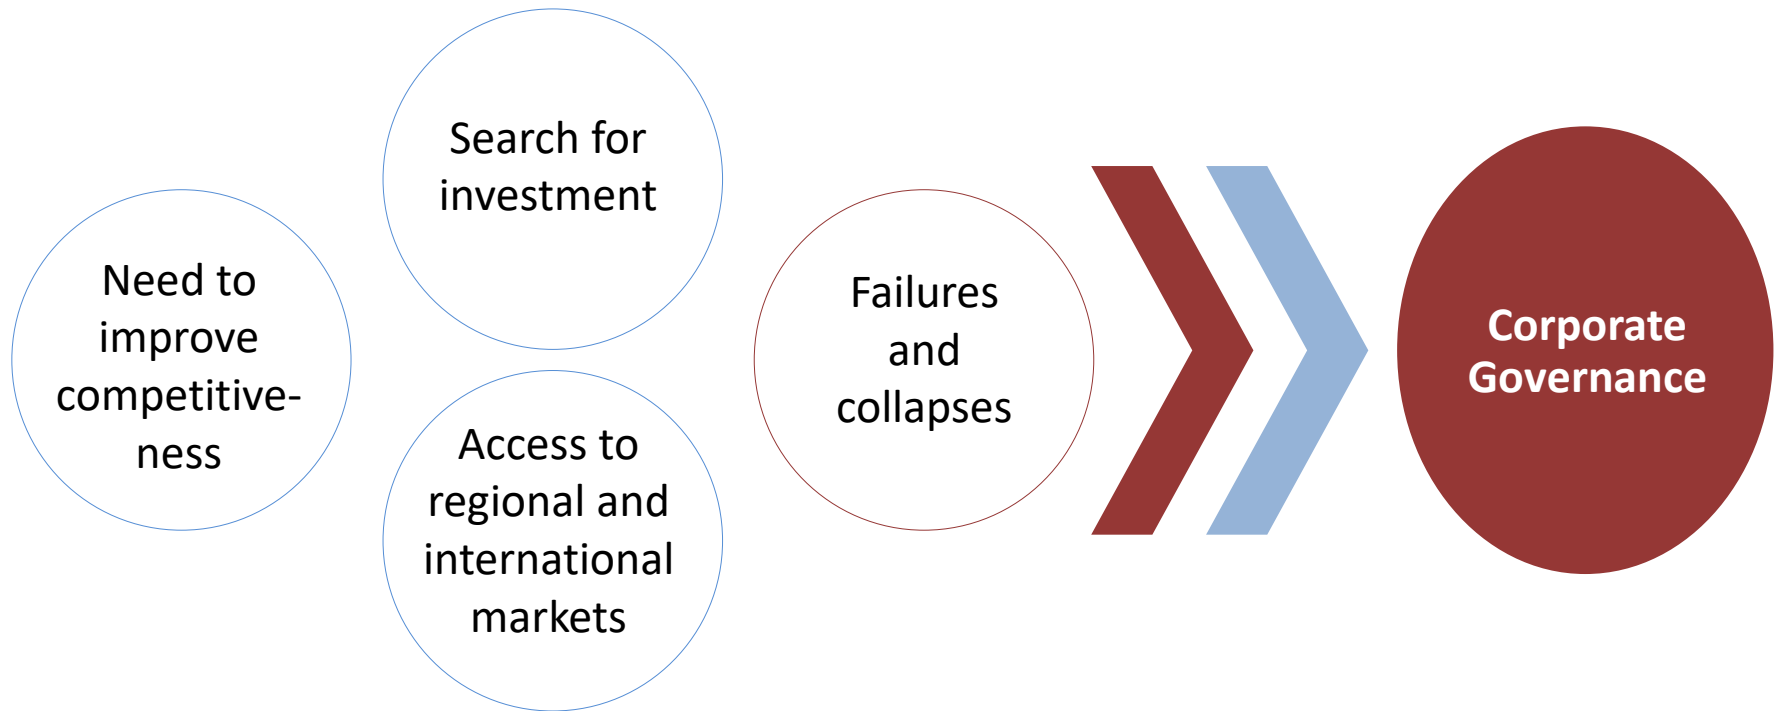 Need to
improve
competitive-
ness
Search for
investment
Access to
regional and
international
markets
Failures
and
collapses
Corporate
Governance